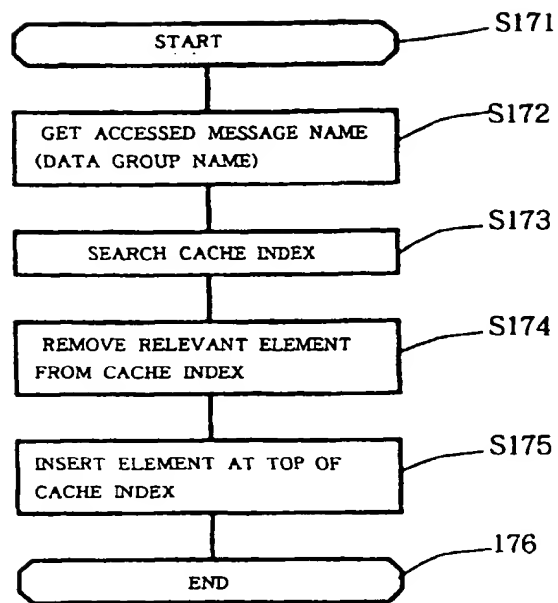 START
S171
GET ACCESSED MESSAGE NAME
(DATA GROUP NAME)
S172
SEARCH CACHE INDEX
S173
REMOVE RELEVANT ELEMENT
FROM CACHE INDEX
S174
INSERT ELEMENT AT TOP OF
CACHE INDEX
S175
END
176